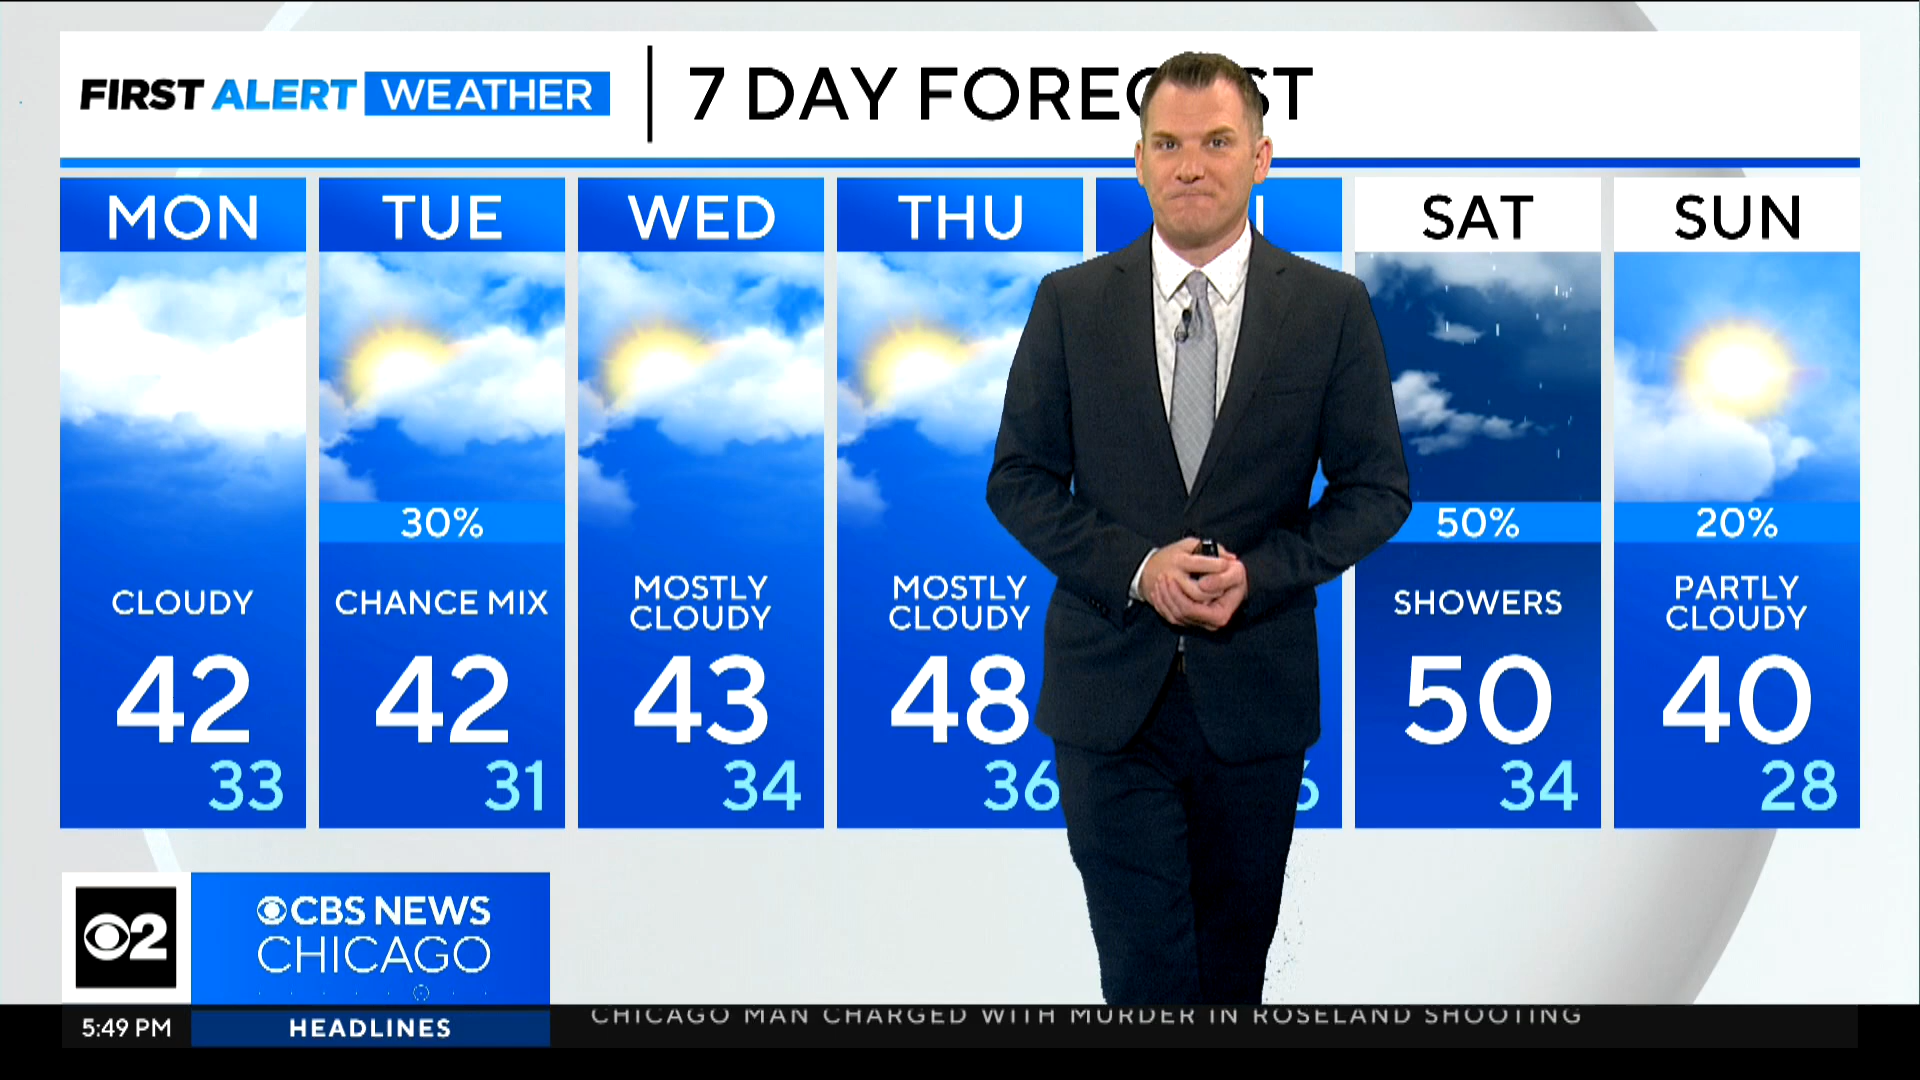 FIRST ALERT WEATHER
7 DAY
MON
TUE
WED
THU
SAT
SUN
30%
50%
20%
CLOUDY
CHANCE MIX
MOSTLY
CLOUDY
MOSTLY
CLOUDY
SHOWERS
PARTLY
CLOUDY
42
42
43
48
50
40
33
31
34
36
34
28
2
CBS NEWS
CHICAGO
5:49 PM
HEADLINES
CHICAGO MAN CHARGED WITH MURDER IN ROSELAND SHOOTING